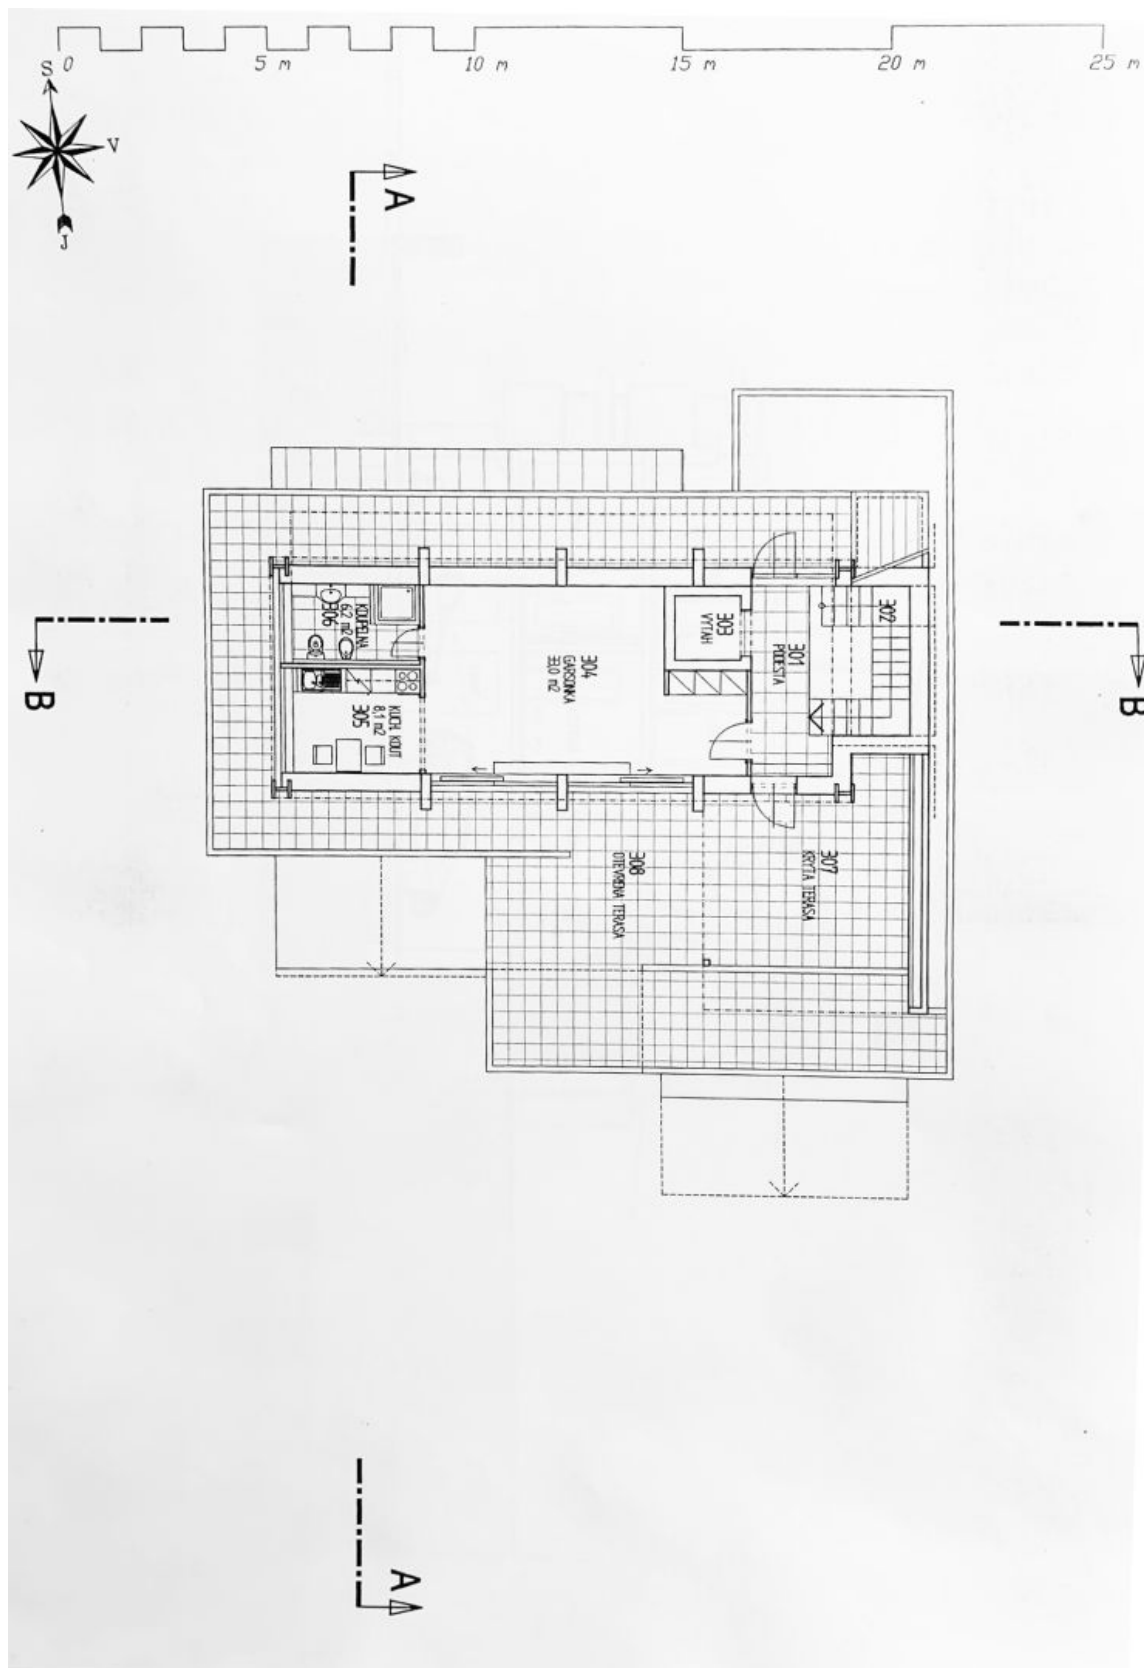 0 5 m 10 m 15 m 20 m 25 m
S
V
J
A
B
B
306
KOUPELNA
6,2 m2
305
KUCH. KOUT
8,1 m2
304
GARSONKA
33,0 m2
303
VÝTAH
301
PODESTA
302
308
OTEVŘENÁ TERASA
307
KRYTÁ TERASA
A